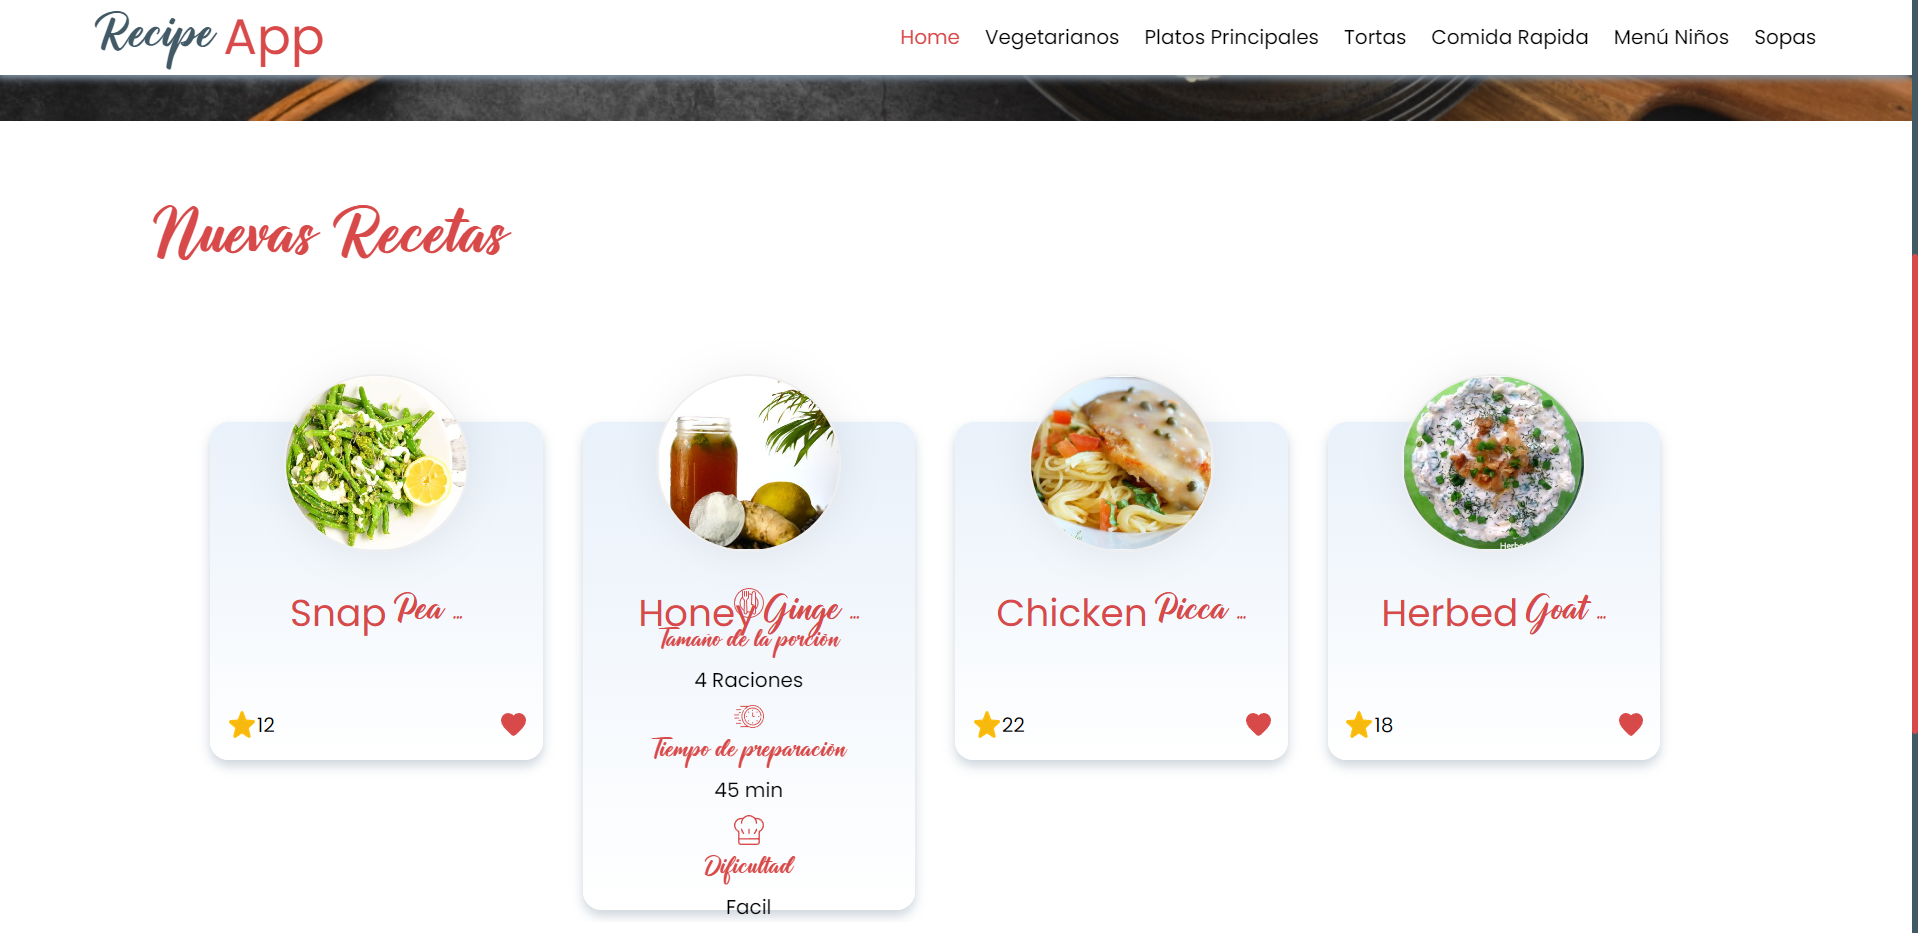 Recipe App
Home Vegetarianos Platos Principales Tortas Comida Rapida Menú Niños Sopas
Nuevas Recetas
Snap Pea ...
12
Honey Ginge ...
Tamaño de la porción
4 Raciones
Tiempo de preparación
45 min
Dificultad
Facil
Chicken Picca ...
22
Herbed Goat ...
18